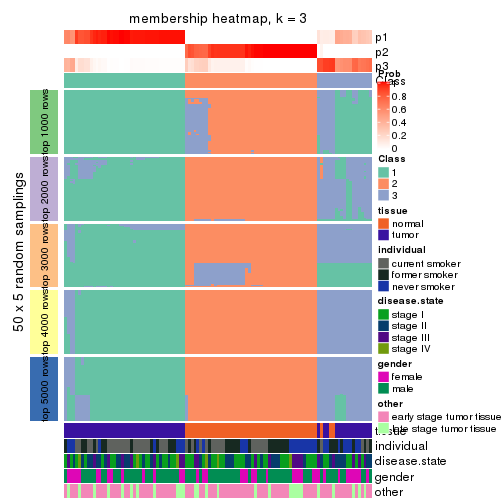 membership heatmap, k = 3
p1
p2
p3
Class
Prob
1
0.8
0.6
0.4
0.2
0
Class
1
2
3
tissue
normal
tumor
individual
current smoker
former smoker
never smoker
disease.state
stage I
stage II
stage III
stage IV
gender
female
male
other
early stage tumor tissue
late stage tumor tissue
50 x 5 random samplings
top 1000 rows
top 2000 rows
top 3000 rows
top 4000 rows
top 5000 rows
tissue
individual
disease.state
gender
other